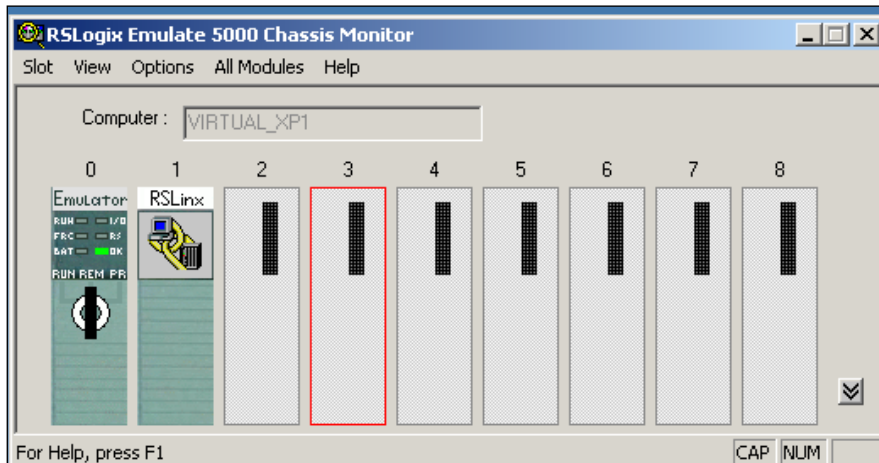 RSLogix Emulate 5000 Chassis Monitor
Slot View Options All Modules Help
Computer : VIRTUAL_XP1
0 1 2 3 4 5 6 7 8
Emulator RSLinx
RUN I/O
FRC RS
BAT OK
RUN REM PR
For Help, press F1 CAP NUM